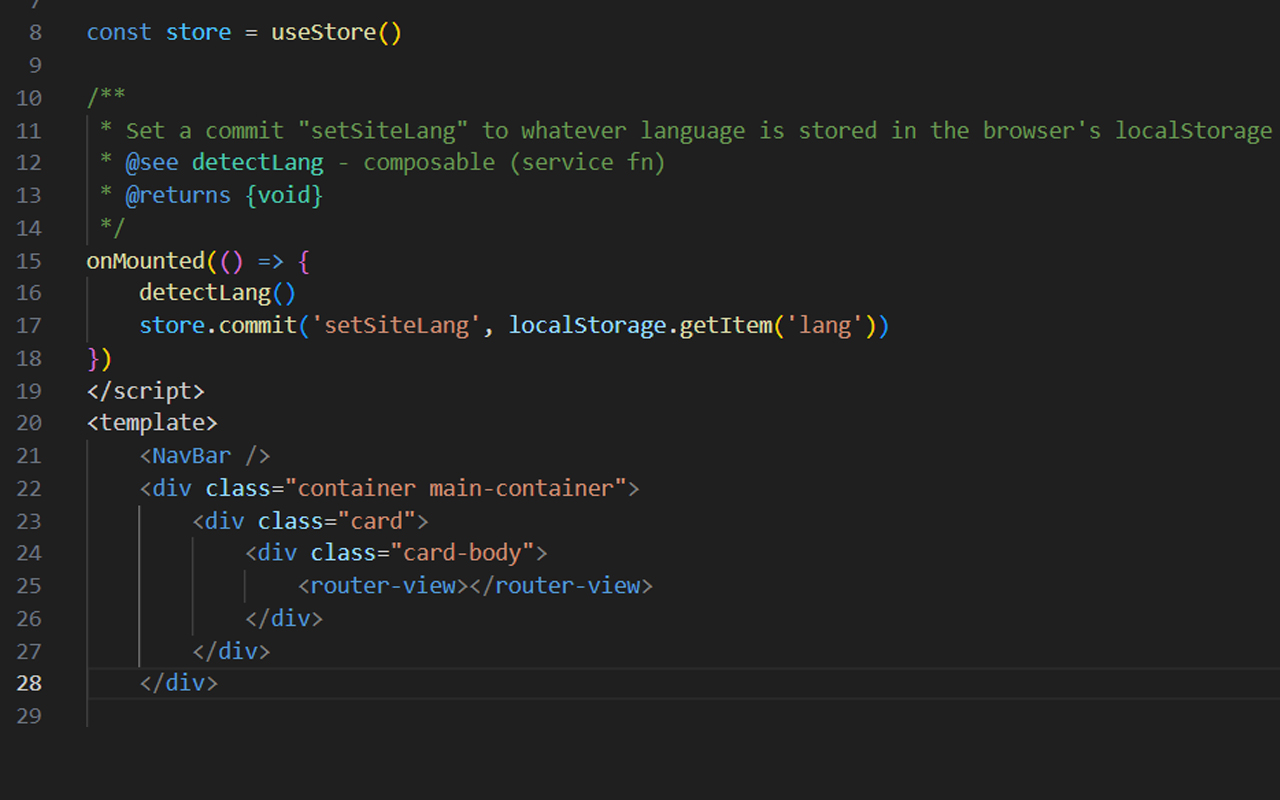 7
8 const store = useStore()
9
10 /**
11 * Set a commit "setSiteLang" to whatever language is stored in the browser's localStorage
12 * @see detectLang - composable (service fn)
13 * @returns {void}
14 */
15 onMounted(() => {
16 detectLang()
17 store.commit('setSiteLang', localStorage.getItem('lang'))
18 })
19 </script>
20 <template>
21 <NavBar />
22 <div class="container main-container">
23 <div class="card">
24 <div class="card-body">
25 <router-view></router-view>
26 </div>
27 </div>
28 </div>
29